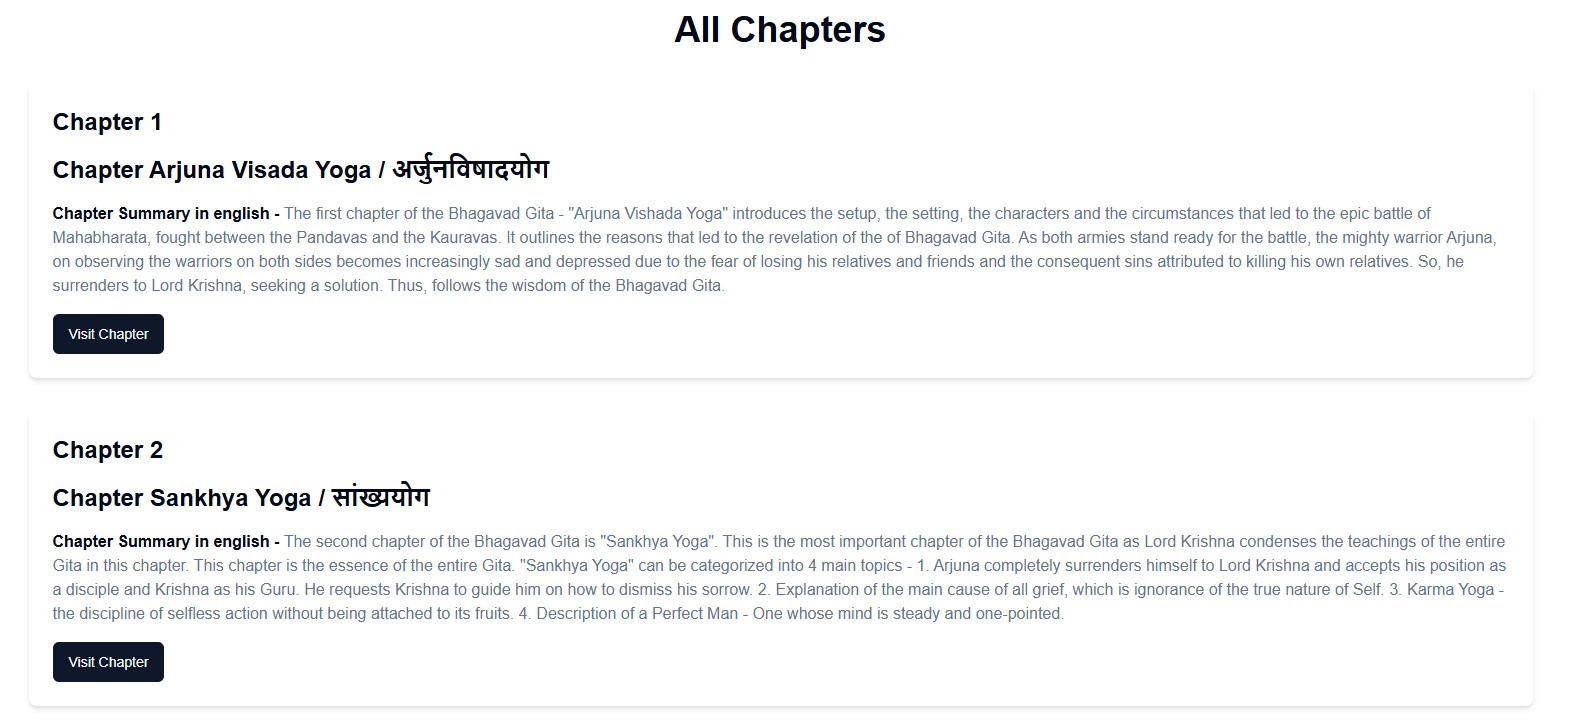 All Chapters
Chapter 1
Chapter Arjuna Visada Yoga / अर्जुनविषादयोग
Chapter Summary in english - The first chapter of the Bhagavad Gita - "Arjuna Vishada Yoga" introduces the setup, the setting, the characters and the circumstances that led to the epic battle of
Mahabharata, fought between the Pandavas and the Kauravas. It outlines the reasons that led to the revelation of the of Bhagavad Gita. As both armies stand ready for the battle, the mighty warrior Arjuna,
on observing the warriors on both sides becomes increasingly sad and depressed due to the fear of losing his relatives and friends and the consequent sins attributed to killing his own relatives. So, he
surrenders to Lord Krishna, seeking a solution. Thus, follows the wisdom of the Bhagavad Gita.
Visit Chapter
Chapter 2
Chapter Sankhya Yoga / सांख्ययोग
Chapter Summary in english - The second chapter of the Bhagavad Gita is "Sankhya Yoga". This is the most important chapter of the Bhagavad Gita as Lord Krishna condenses the teachings of the entire
Gita in this chapter. This chapter is the essence of the entire Gita. "Sankhya Yoga" can be categorized into 4 main topics - 1. Arjuna completely surrenders himself to Lord Krishna and accepts his position as
a disciple and Krishna as his Guru. He requests Krishna to guide him on how to dismiss his sorrow. 2. Explanation of the main cause of all grief, which is ignorance of the true nature of Self. 3. Karma Yoga -
the discipline of selfless action without being attached to its fruits. 4. Description of a Perfect Man - One whose mind is steady and one-pointed.
Visit Chapter